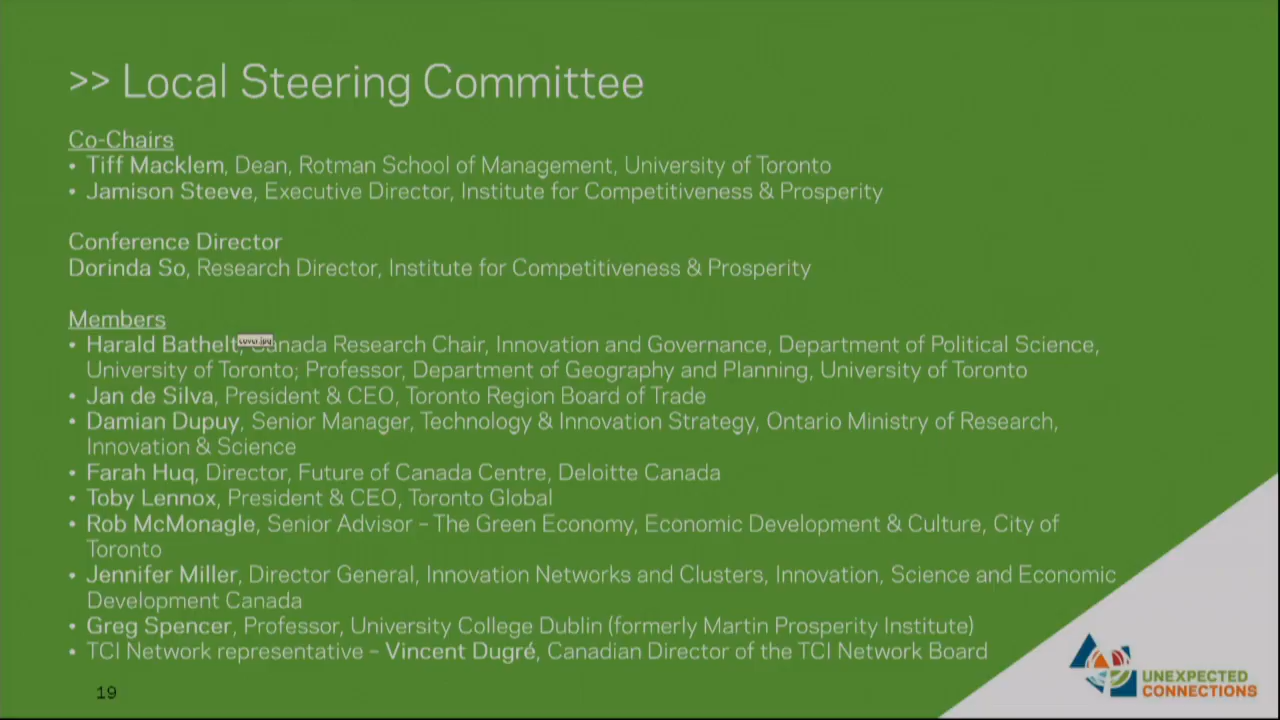 >> Local Steering Committee
Co-Chairs
• Tiff Macklem, Dean, Rotman School of Management, University of Toronto
• Jamison Steeve, Executive Director, Institute for Competitiveness & Prosperity
Conference Director
Dorinda So, Research Director, Institute for Competitiveness & Prosperity
Members
• Harald Bathelt, Canada Research Chair, Innovation and Governance, Department of Political Science,
University of Toronto; Professor, Department of Geography and Planning, University of Toronto
cover.jpg
• Jan de Silva, President & CEO, Toronto Region Board of Trade
• Damian Dupuy, Senior Manager, Technology & Innovation Strategy, Ontario Ministry of Research,
Innovation & Science
• Farah Huq, Director, Future of Canada Centre, Deloitte Canada
• Toby Lennox, President & CEO, Toronto Global
• Rob McMonagle, Senior Advisor – The Green Economy, Economic Development & Culture, City of
Toronto
• Jennifer Miller, Director General, Innovation Networks and Clusters, Innovation, Science and Economic
Development Canada
• Greg Spencer, Professor, University College Dublin (formerly Martin Prosperity Institute)
• TCI Network representative – Vincent Dugré, Canadian Director of the TCI Network Board
19
UNEXPECTED
CONNECTIONS